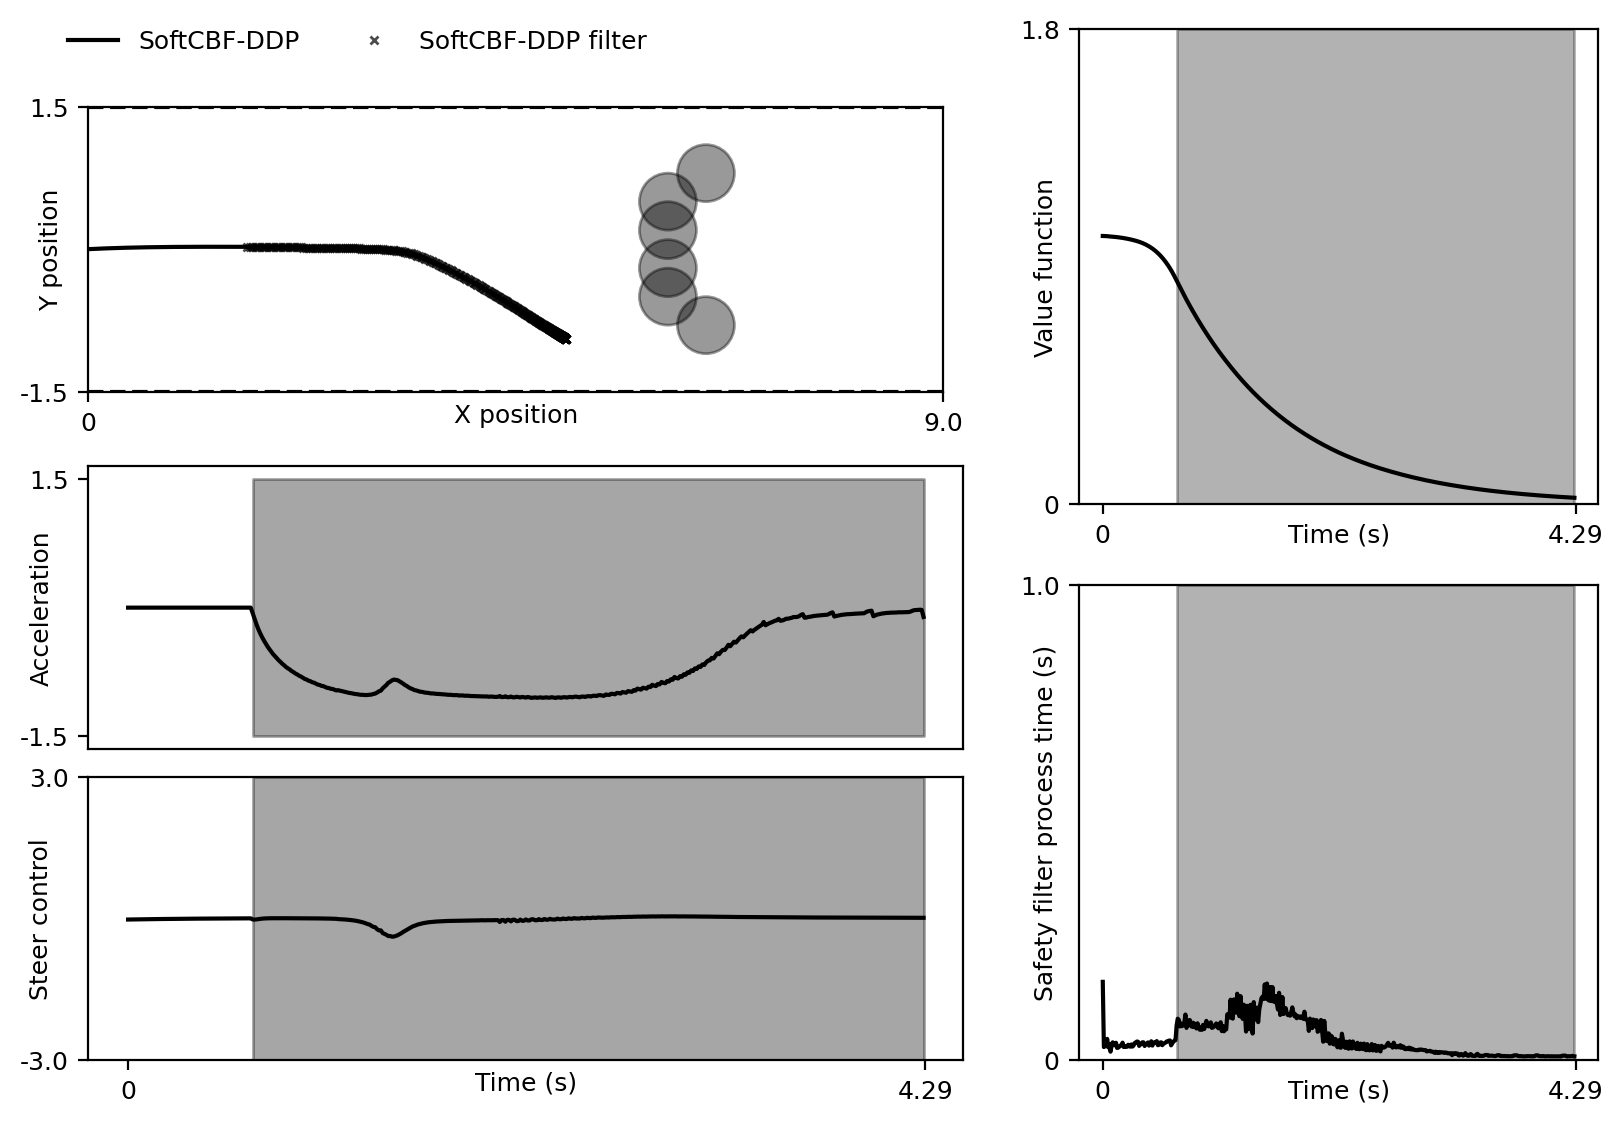 SoftCBF-DDP
SoftCBF-DDP filter
1.5
Y position
-1.5
0
X position
9.0
1.5
Acceleration
-1.5
3.0
Steer control
-3.0
0
Time (s)
4.29
1.8
Value function
0
0
Time (s)
4.29
1.0
Safety filter process time (s)
0
0
Time (s)
4.29